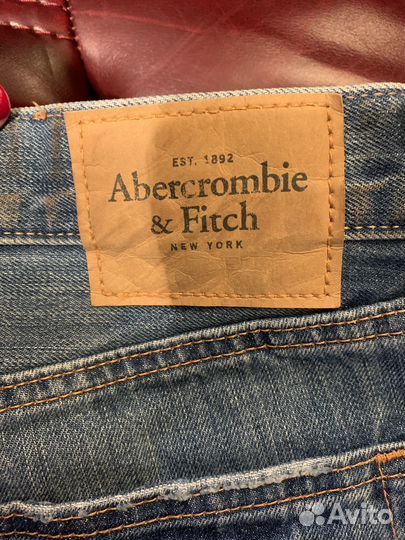 EST. 1892
Abercrombie
& Fitch
NEW YORK
Avito